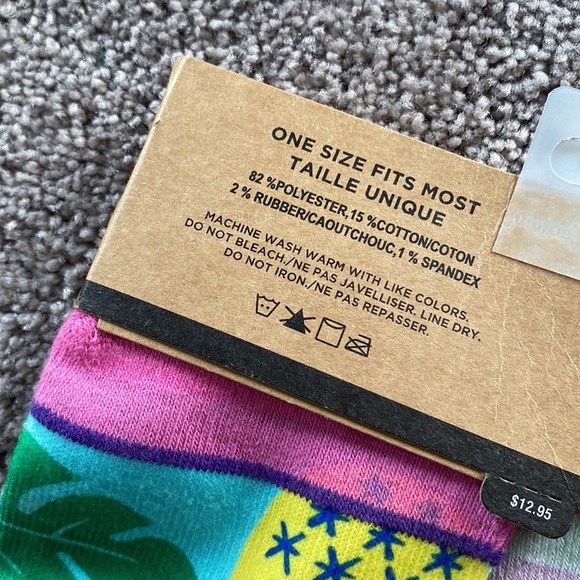 ONE SIZE FITS MOST
TAILLE UNIQUE
82 %POLYESTER, 15 %COTTON/COTON
2 % RUBBER/CAOUTCHOUC, 1 % SPANDEX
MACHINE WASH WARM WITH LIKE COLORS.
DO NOT BLEACH./NE PAS JAVELLISER. LINE DRY.
DO NOT IRON./NE PAS REPASSER.
$12.95